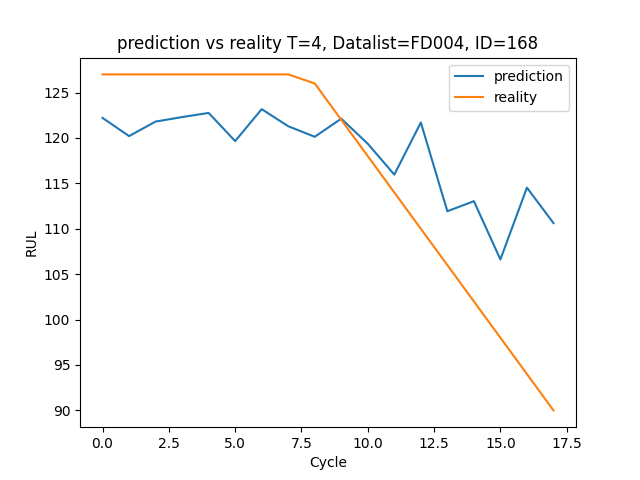 prediction vs reality T=4, Datalist=FD004, ID=168
prediction
reality
125
120
115
110
105
100
95
90
RUL
0.0 2.5 5.0 7.5 10.0 12.5 15.0 17.5
Cycle